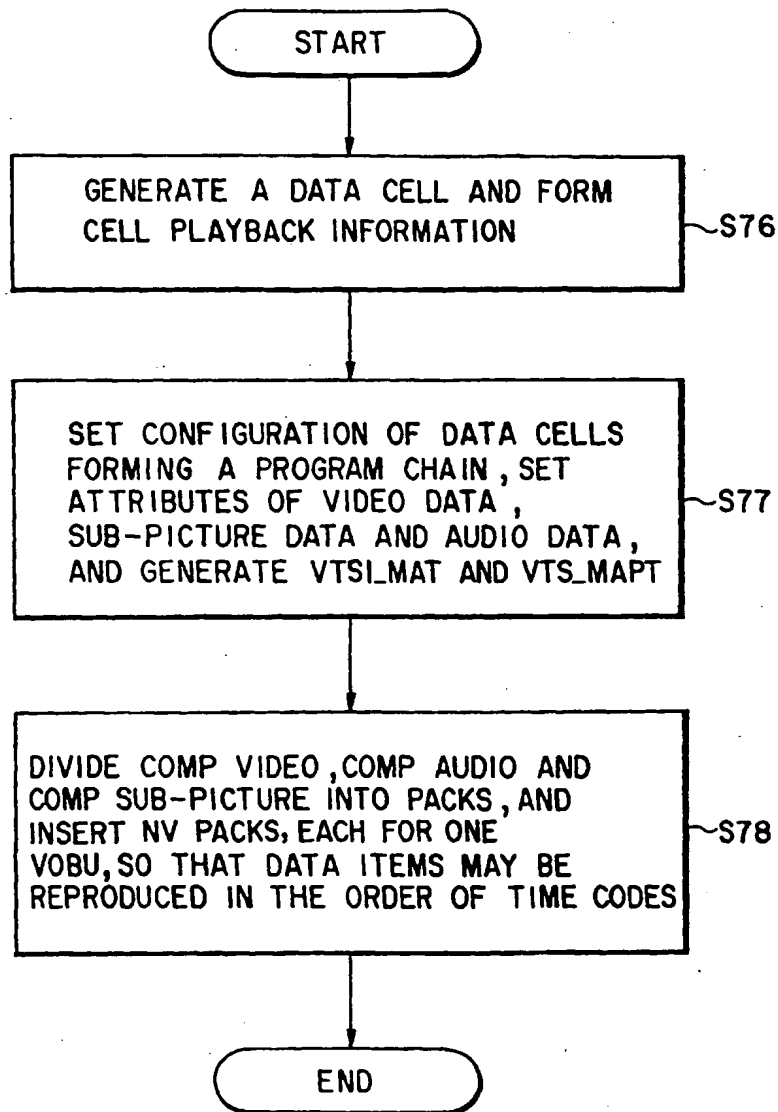 START
GENERATE A DATA CELL AND FORM
CELL PLAYBACK INFORMATION
S76
SET CONFIGURATION OF DATA CELLS
FORMING A PROGRAM CHAIN, SET
ATTRIBUTES OF VIDEO DATA,
SUB-PICTURE DATA AND AUDIO DATA,
AND GENERATE VTSI_MAT AND VTS_MAPT
S77
DIVIDE COMP VIDEO, COMP AUDIO AND
COMP SUB-PICTURE INTO PACKS, AND
INSERT NV PACKS, EACH FOR ONE
VOBU, SO THAT DATA ITEMS MAY BE
REPRODUCED IN THE ORDER OF TIME CODES
S78
END